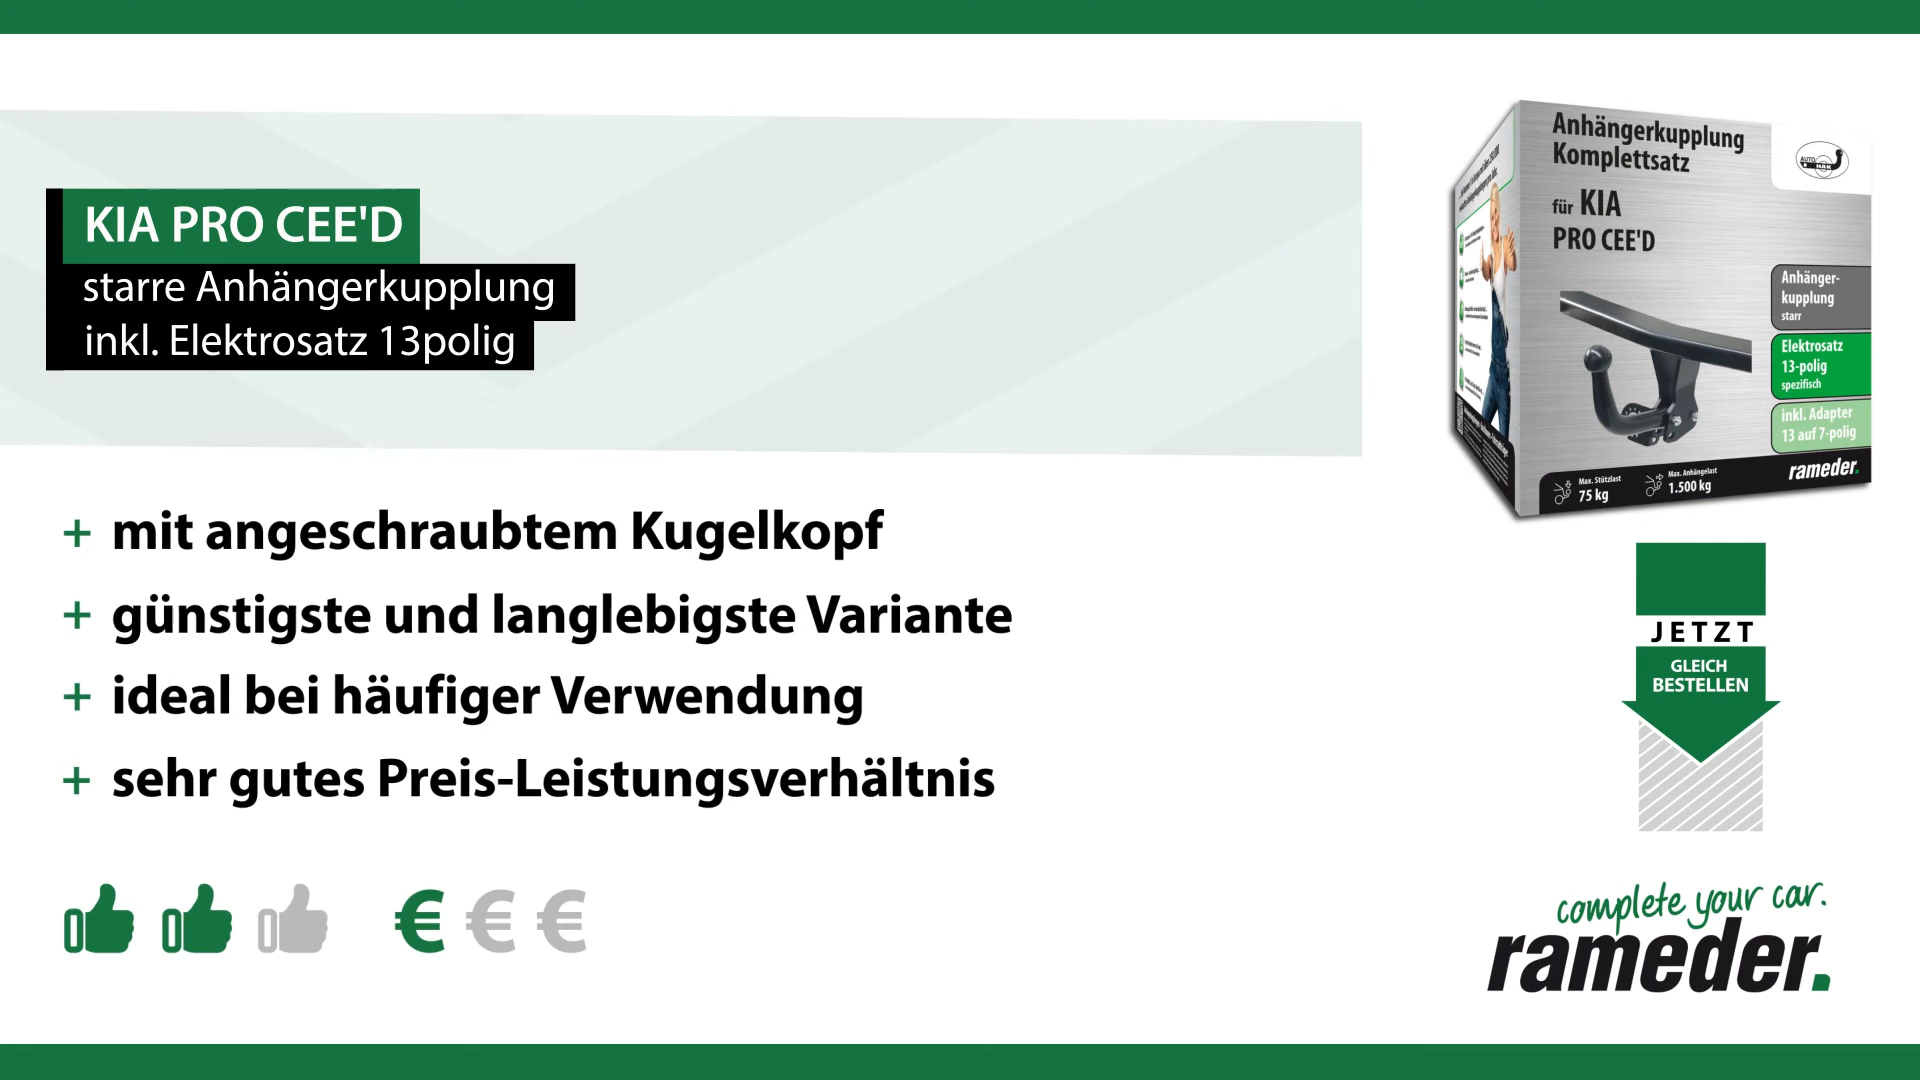 KIA PRO CEE'D
starre Anhängerkupplung
inkl. Elektrosatz 13polig
+ mit angeschraubtem Kugelkopf
+ günstigste und langlebigste Variante
+ ideal bei häufiger Verwendung
+ sehr gutes Preis-Leistungsverhältnis
€ € €
Anhängerkupplung
Komplettsatz
für KIA
PRO CEE'D
AUTO
HAK
Anhänger-
kupplung
starr
Elektrosatz
13-polig
spezifisch
inkl. Adapter
13 auf 7-polig
Max. Stützlast
75 kg
Max. Anhängelast
1.500 kg
rameder.
JETZT
GLEICH
BESTELLEN
complete your car.
rameder.